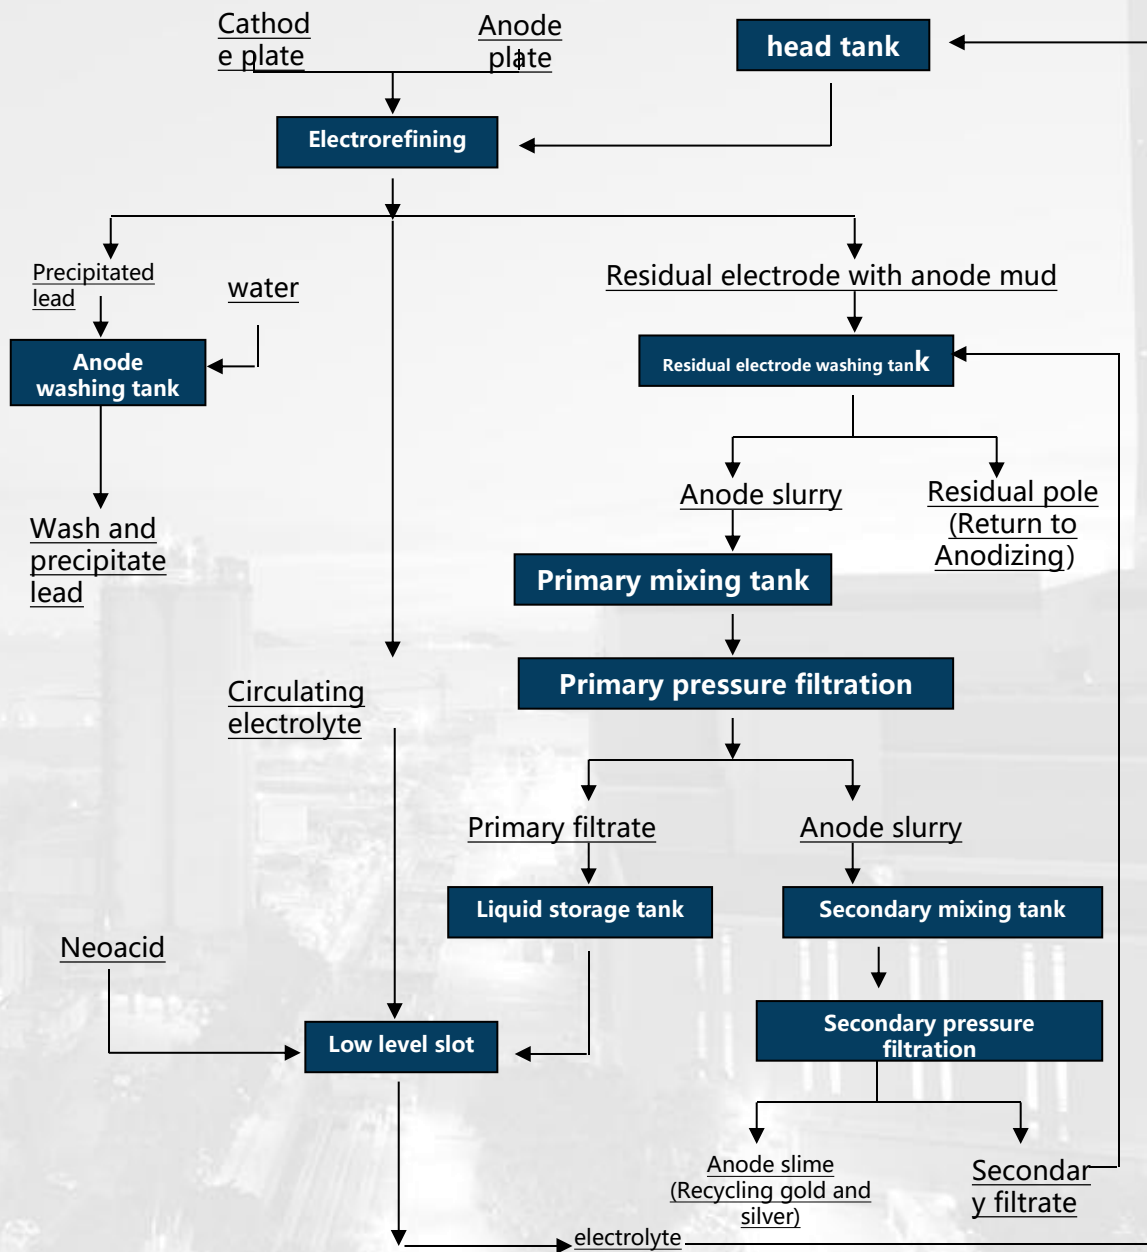 Cathod
e plate
Anode
plate
head tank
Electrorefining
Precipitated
lead
water
Residual electrode with anode mud
Anode
washing tank
Residual electrode washing tank
Anode slurry
Residual pole
(Return to
Anodizing)
Wash and
precipitate
lead
Primary mixing tank
Primary pressure filtration
Circulating
electrolyte
Primary filtrate
Anode slurry
Liquid storage tank
Secondary mixing tank
Neoacid
Low level slot
Secondary pressure
filtration
Anode slime
(Recycling gold and
silver)
Secondar
y filtrate
electrolyte